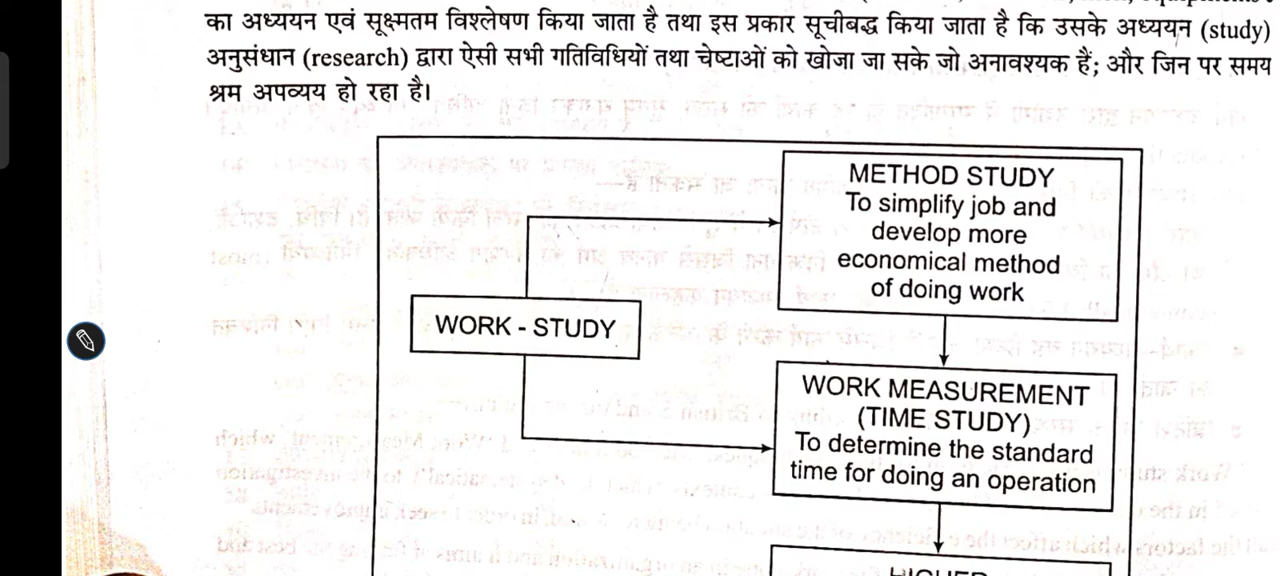 का अध्ययन एवं सूक्ष्मतम विश्लेषण किया जाता है तथा इस प्रकार सूचीबद्ध किया जाता है कि उसके अध्ययन (study)
अनुसंधान (research) द्वारा ऐसी सभी गतिविधियों तथा चेष्टाओं को खोजा जा सके जो अनावश्यक हैं; और जिन पर समय
श्रम अपव्यय हो रहा है।
METHOD STUDY
To simplify job and
develop more
economical method
of doing work
WORK - STUDY
WORK MEASUREMENT
(TIME STUDY)
To determine the standard
time for doing an operation
HIGHER